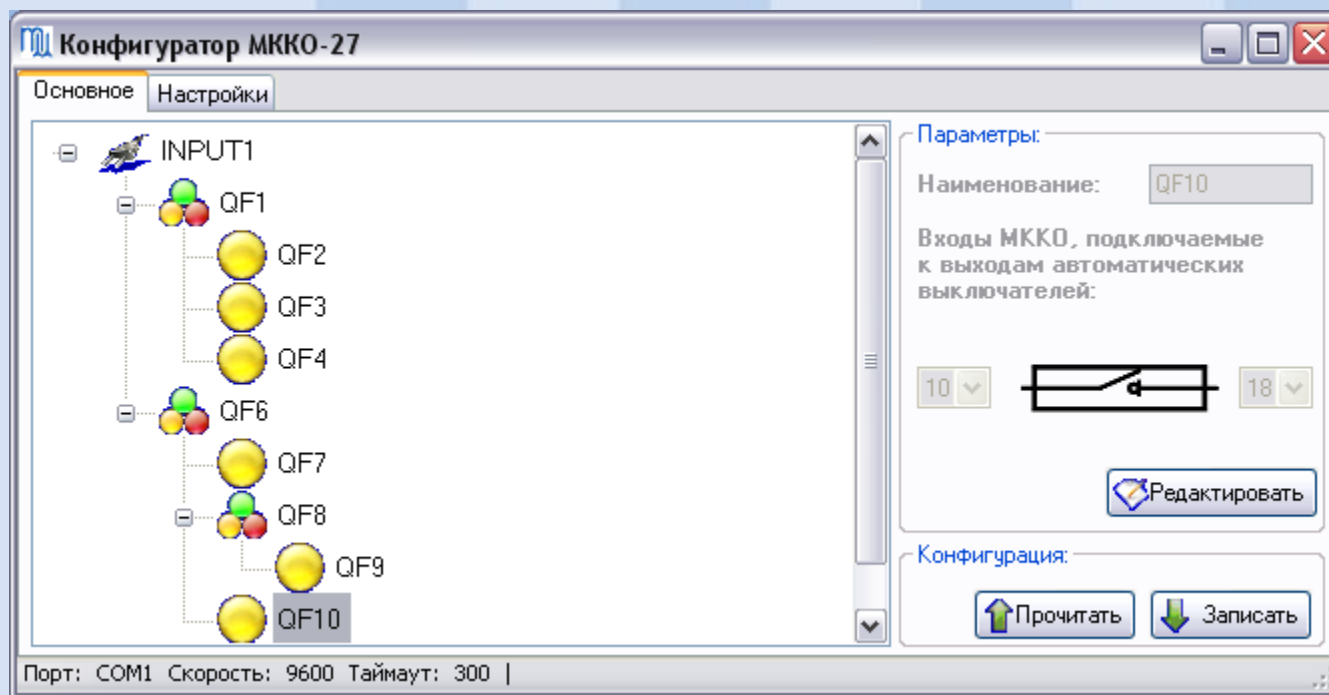 Конфигуратор МККО-27
Основное Настройки
INPUT1
QF1
QF2
QF3
QF4
QF6
QF7
QF8
QF9
QF10
Параметры:
Наименование: QF10
Входы МККО, подключаемые
к выходам автоматических
выключателей:
10 18
Редактировать
Конфигурация:
Прочитать Записать
Порт: COM1 Скорость: 9600 Таймаут: 300 |